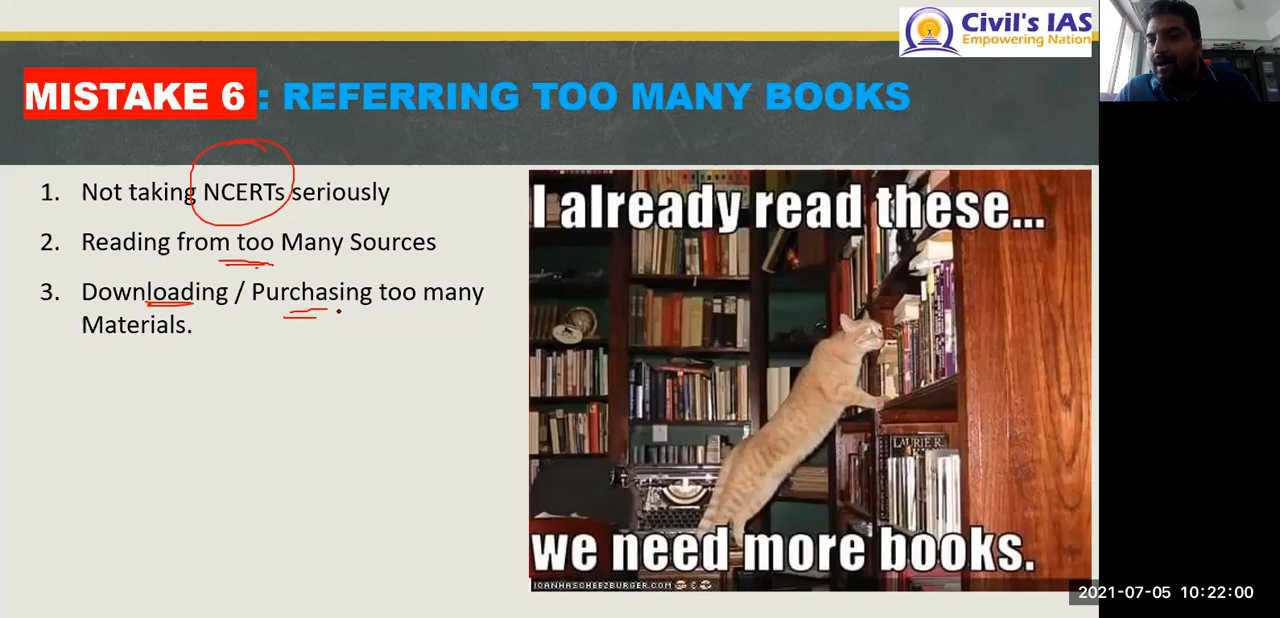 Civil's IAS
Empowering Nation
MISTAKE 6 : REFERRING TOO MANY BOOKS
1. Not taking NCERTs seriously
2. Reading from too Many Sources
3. Downloading / Purchasing too many
Materials.
I already read these...
LAURIE R.
we need more books.
ICANHASCHEEZBURGER.COM
2021-07-05 10:22:00